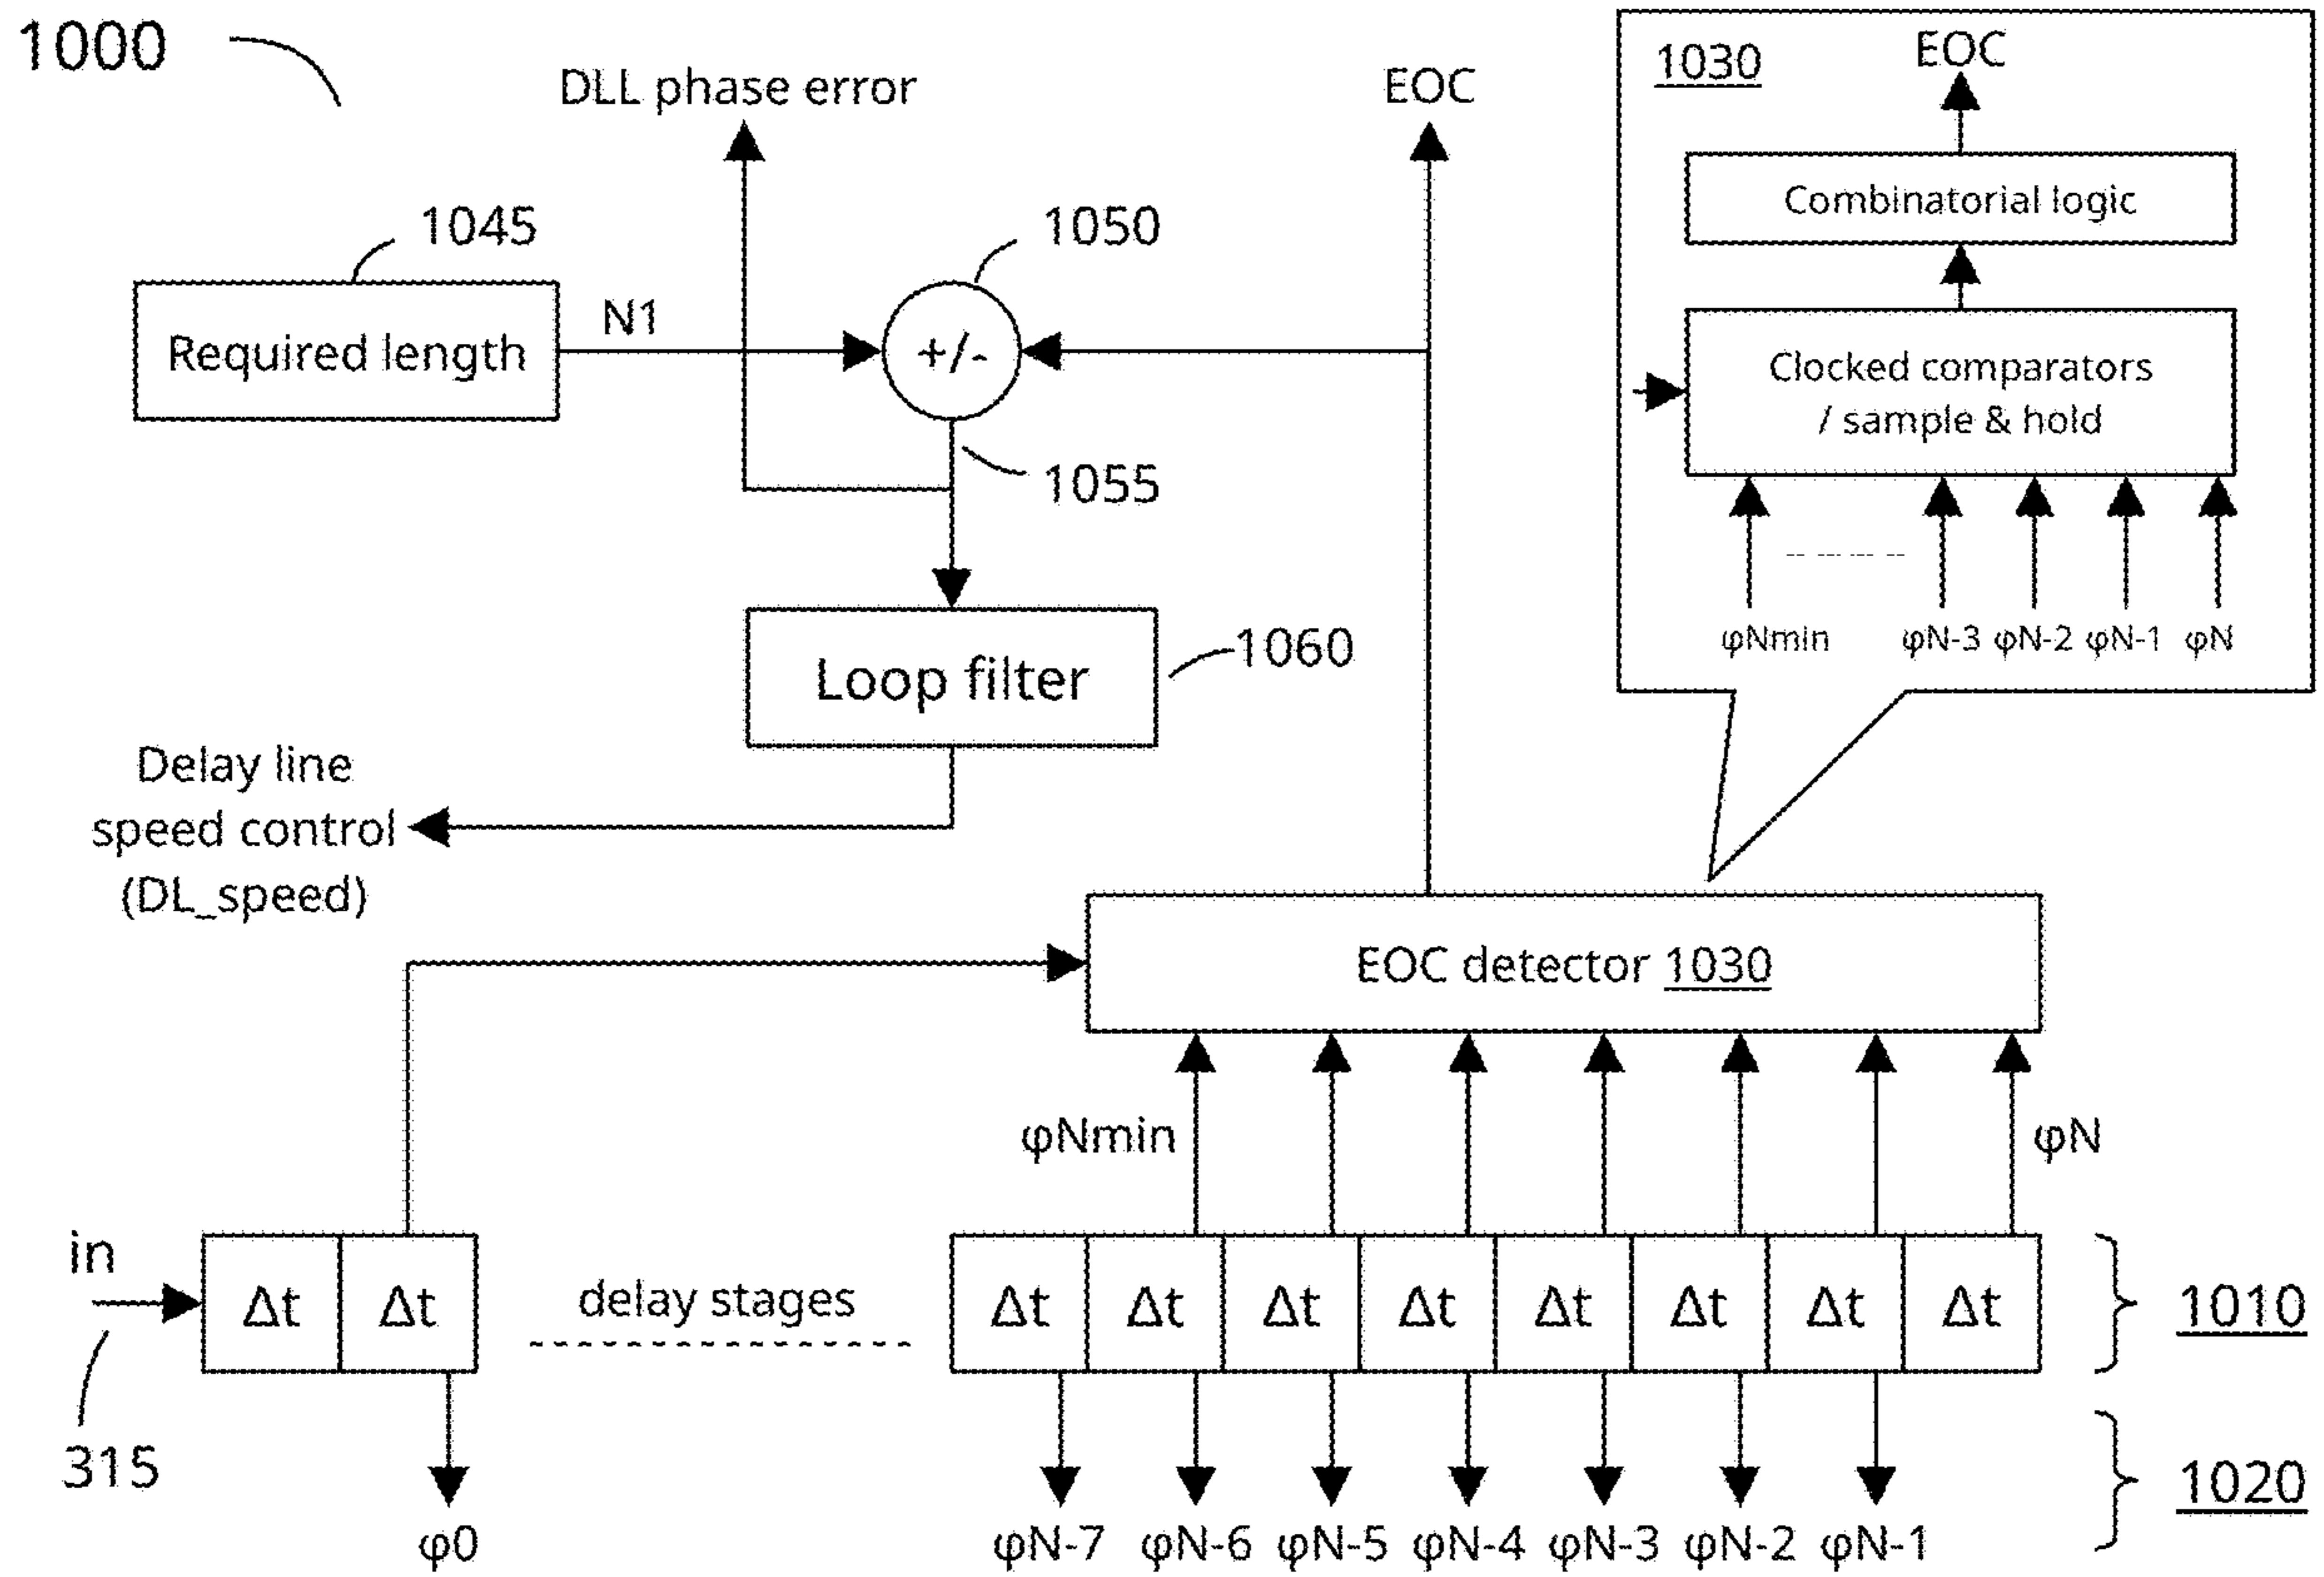 1000
DLL phase error
EOC
1045
1050
Required length
N1
+/-
1055
Loop filter
1060
Delay line
speed control
(DL_speed)
1030
EOC
Combinatorial logic
Clocked comparators
/ sample & hold
φNmin
φN-3
φN-2
φN-1
φN
EOC detector 1030
φNmin
φN
in
Δt
Δt
delay stages
Δt
Δt
Δt
Δt
Δt
Δt
Δt
Δt
1010
315
1020
φ0
φN-7
φN-6
φN-5
φN-4
φN-3
φN-2
φN-1